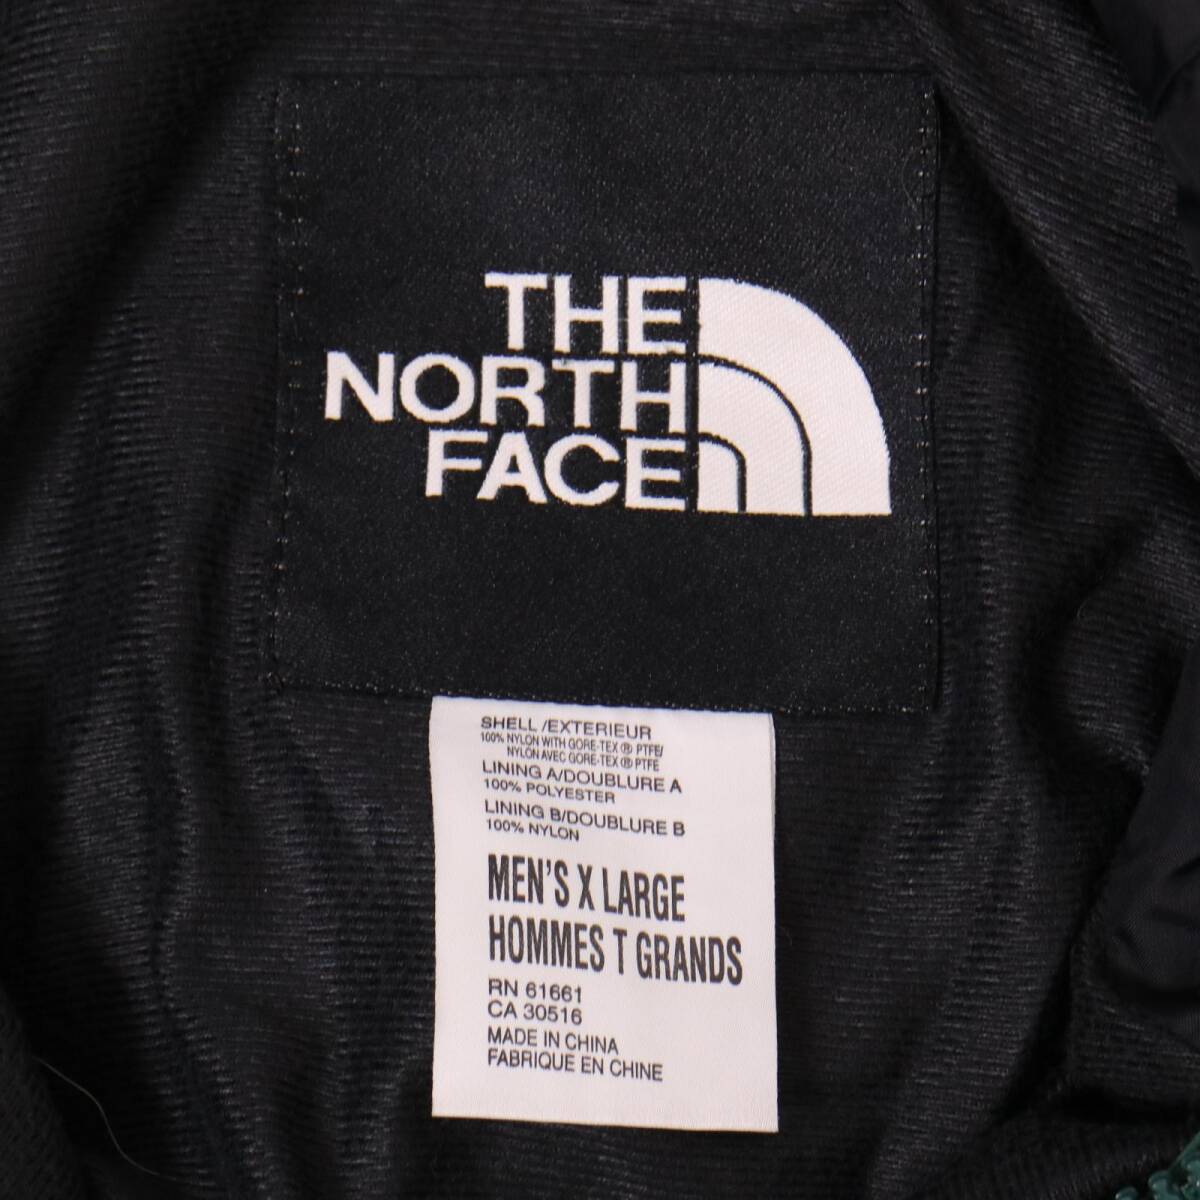 THE
NORTH
FACE
SHELL /EXTERIEUR
100% NYLON WITH GORE-TEX ® PTFE/
NYLON AVEC GORE-TEX ® PTFE
LINING A/DOUBLURE A
100% POLYESTER
LINING B/DOUBLURE B
100% NYLON
MEN'S X LARGE
HOMMES T GRANDS
RN 61661
CA 30516
MADE IN CHINA
FABRIQUE EN CHINE